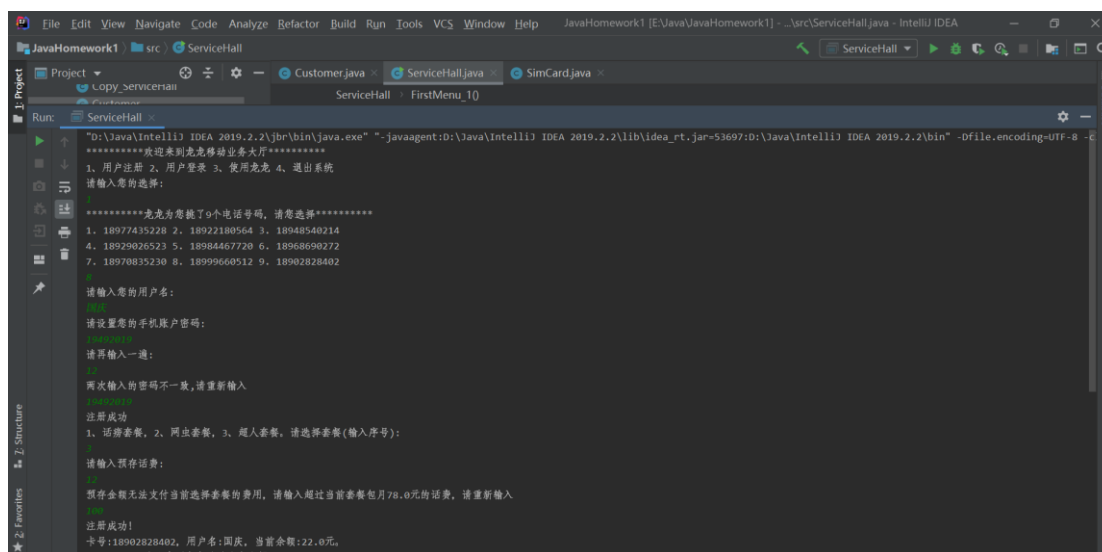 File Edit View Navigate Code Analyze Refactor Build Run Tools VCS Window Help JavaHomework1 [E:\Java\JavaHomework1] - ...\src\ServiceHall.java - IntelliJ IDEA
JavaHomework1 src ServiceHall ServiceHall
1: Project
Project Customer.java ServiceHall.java SimCard.java
Copy_ServiceHall ServiceHall FirstMenu_1()
Customer
Run: ServiceHall
"D:\Java\IntelliJ IDEA 2019.2.2\jbr\bin\java.exe" "-javaagent:D:\Java\IntelliJ IDEA 2019.2.2\lib\idea_rt.jar=53697:D:\Java\IntelliJ IDEA 2019.2.2\bin" -Dfile.encoding=UTF-8 -c
**********欢迎来到龙龙移动业务大厅**********
1、用户注册 2、用户登录 3、使用龙龙 4、退出系统
请输入您的选择:
1
**********龙龙为您挑了9个电话号码, 请您选择**********
1. 18977435228 2. 18922180564 3. 18948540214
4. 18929026523 5. 18984467720 6. 18968690272
7. 18970835230 8. 18999660512 9. 18902828402
请输入您的用户名:
国庆
请设置您的手机账户密码:
19492019
请再输入一遍:
12
两次输入的密码不一致,请重新输入
19492019
注册成功
1、话痨套餐, 2、网虫套餐, 3、超人套餐。请选择套餐(输入序号):
3
请输入预存话费:
12
预存金额无法支付当前选择套餐的费用, 请输入超过当前套餐包月78.0元的话费, 请重新输入
100
注册成功!
卡号:18902828402, 用户名:国庆, 当前余额:22.0元。
Z: Structure
2: Favorites